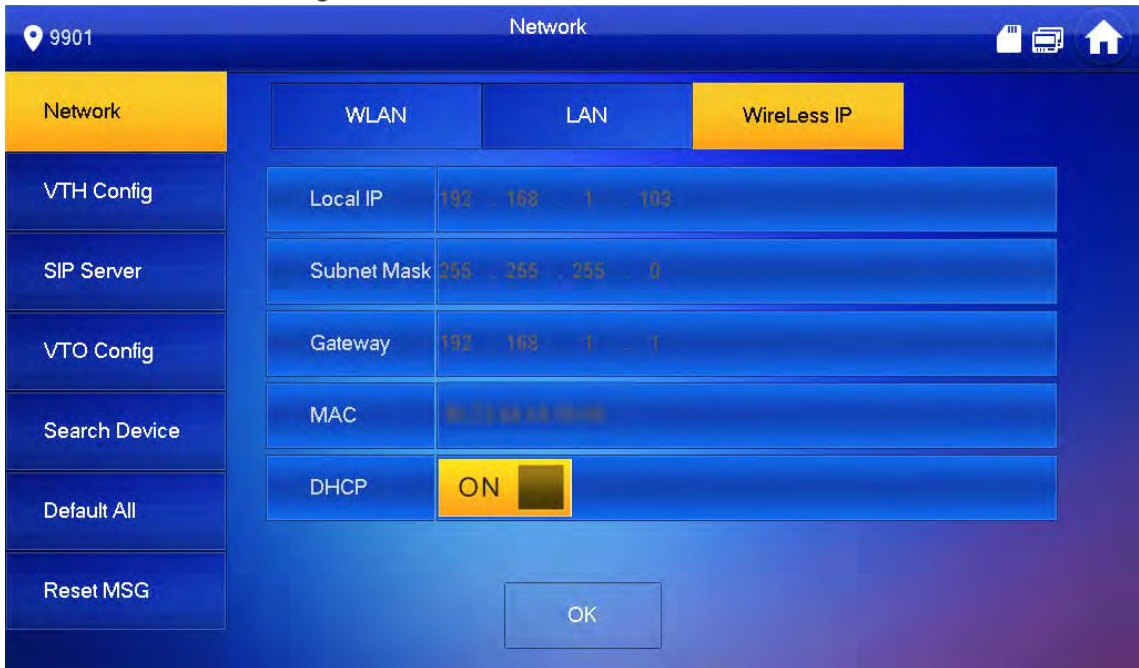 9901
Network
Network
WLAN
LAN
WireLess IP
VTH Config
Local IP 192 . 168 . 1 . 103
SIP Server
Subnet Mask 255 . 255 . 255 . 0
VTO Config
Gateway 192 . 168 . 1 . 1
Search Device
MAC
Default All
DHCP ON
Reset MSG
OK